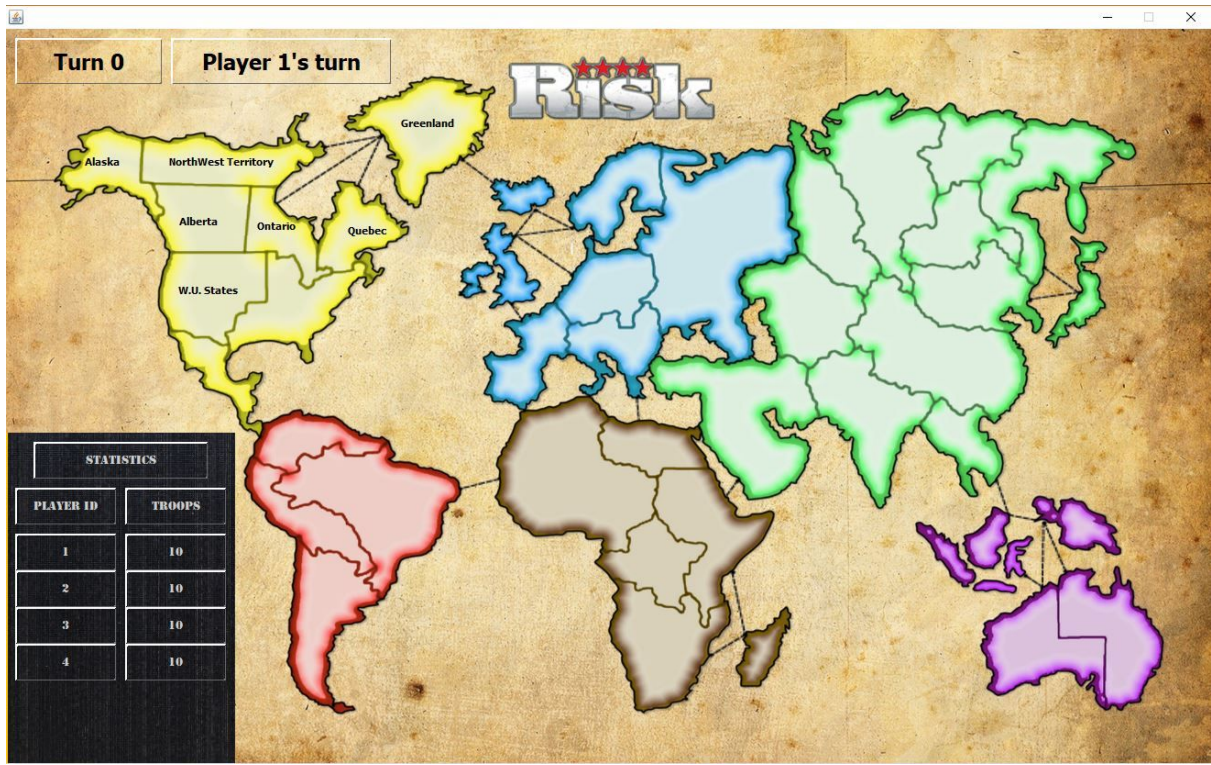 Turn 0
Player 1's turn
Risk
Greenland
Alaska
NorthWest Territory
Alberta
Ontario
Quebec
W.U. States
STATISTICS
PLAYER ID TROOPS
1 10
2 10
3 10
4 10